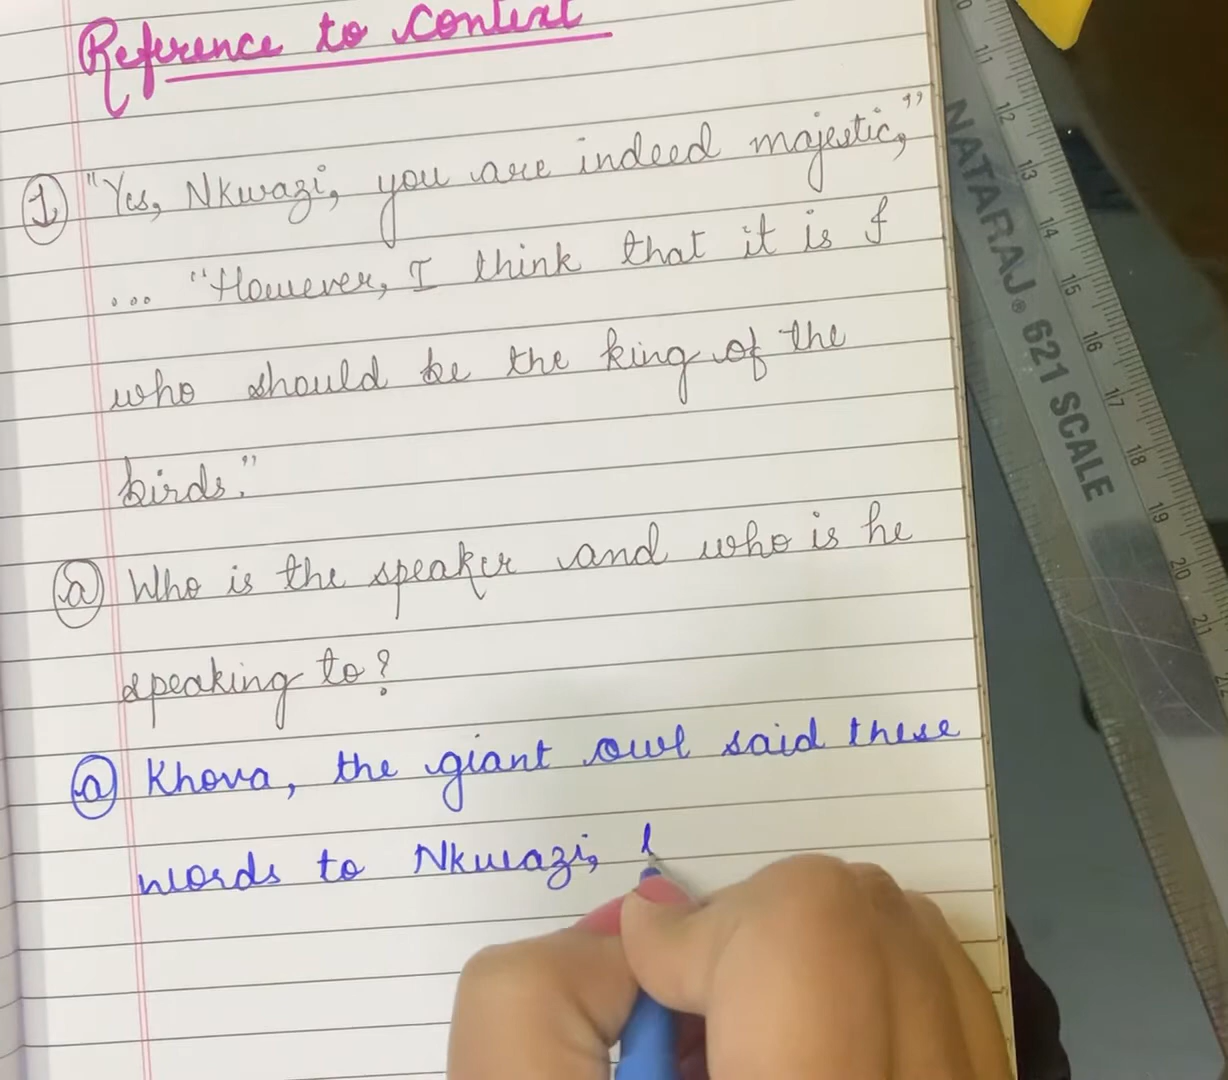 Reference to context
① "Yes, Nkwazi, you are indeed majestic,"
... "However, I think that it is I
who should be the king of the
birds."
ⓐ Who is the speaker and who is he
speaking to?
ⓐ Khova, the giant owl said these
words to Nkwazi,
NATARAJ® 621 SCALE
11 12 13 14 15 16 17 18 19 20 21